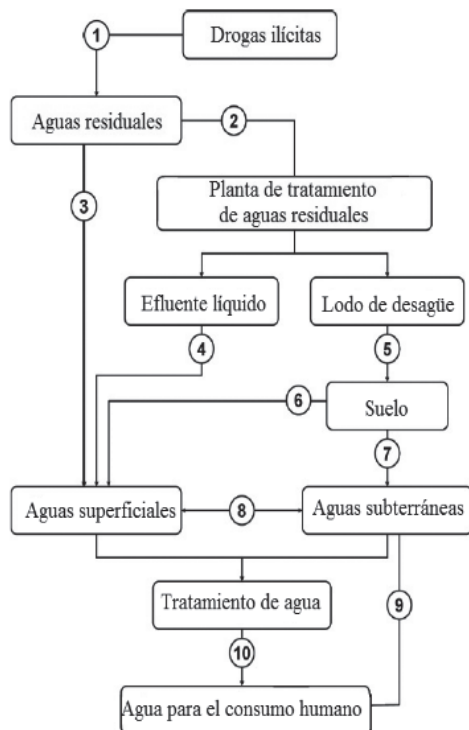 1
Drogas ilícitas
Aguas residuales
2
3
Planta de tratamiento
de aguas residuales
Efluente líquido
Lodo de desagüe
4
5
6
Suelo
7
Aguas superficiales
8
Aguas subterráneas
Tratamiento de agua
9
10
Agua para el consumo humano